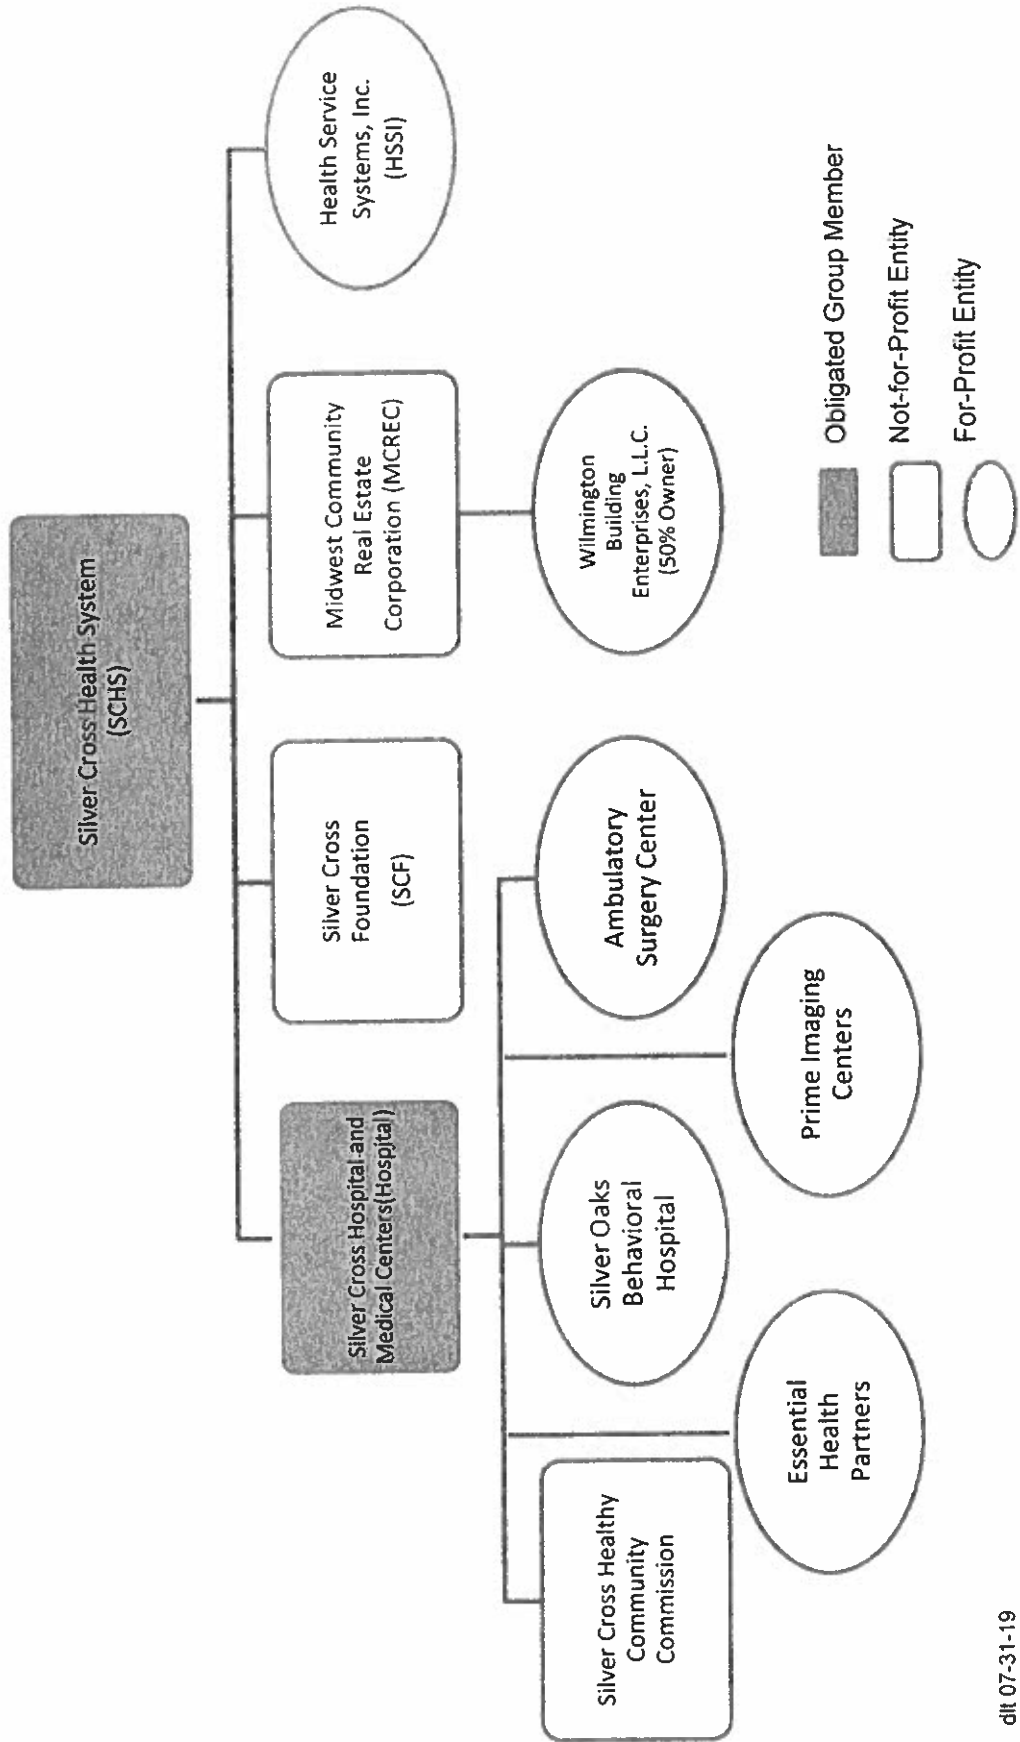 Silver Cross Health System
(SCHS)
Silver Cross Hospital and
Medical Centers(Hospital)
Silver Cross
Foundation
(SCF)
Midwest Community
Real Estate
Corporation (MCREC)
Health Service
Systems, Inc.
(HSSI)
Silver Cross Healthy
Community
Commission
Essential
Health
Partners
Silver Oaks
Behavioral
Hospital
Prime Imaging
Centers
Ambulatory
Surgery Center
Wilmington
Building
Enterprises, L.L.C.
(50% Owner)
Obligated Group Member
Not-for-Profit Entity
For-Profit Entity
dlt 07-31-19